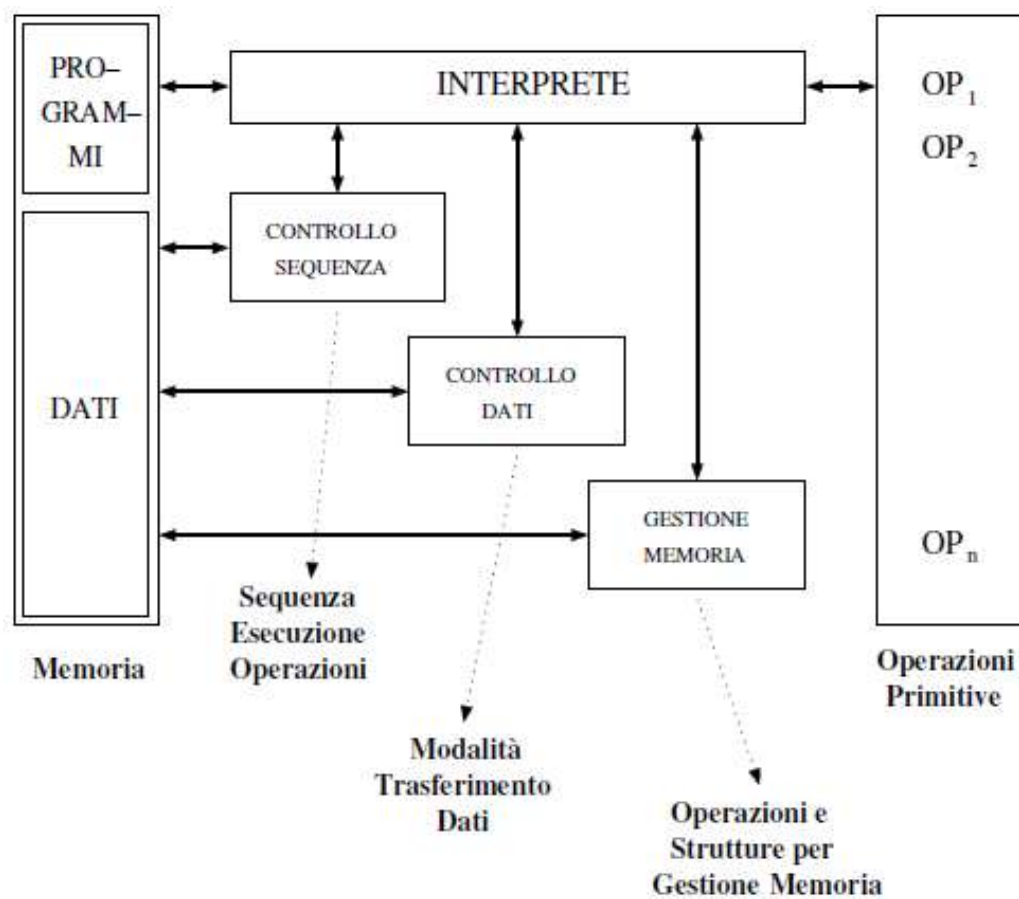 PRO–
GRAM–
MI
INTERPRETE
OP1
OP2
CONTROLLO
SEQUENZA
DATI
CONTROLLO
DATI
GESTIONE
MEMORIA
OPn
Sequenza
Esecuzione
Operazioni
Memoria
Operazioni
Primitive
Modalità
Trasferimento
Dati
Operazioni e
Strutture per
Gestione Memoria